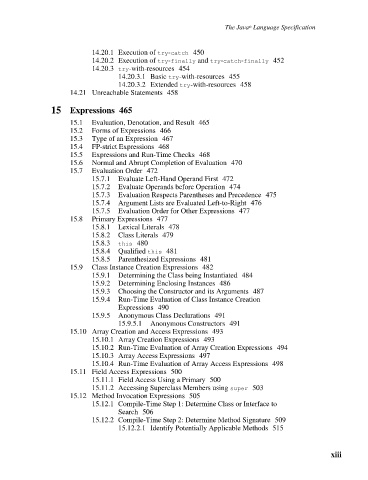 The Java® Language Specification
14.20.1 Execution of try-catch 450
14.20.2 Execution of try-finally and try-catch-finally 452
14.20.3 try-with-resources 454
14.20.3.1 Basic try-with-resources 455
14.20.3.2 Extended try-with-resources 458
14.21 Unreachable Statements 458
15 Expressions 465
15.1 Evaluation, Denotation, and Result 465
15.2 Forms of Expressions 466
15.3 Type of an Expression 467
15.4 FP-strict Expressions 468
15.5 Expressions and Run-Time Checks 468
15.6 Normal and Abrupt Completion of Evaluation 470
15.7 Evaluation Order 472
15.7.1 Evaluate Left-Hand Operand First 472
15.7.2 Evaluate Operands before Operation 474
15.7.3 Evaluation Respects Parentheses and Precedence 475
15.7.4 Argument Lists are Evaluated Left-to-Right 476
15.7.5 Evaluation Order for Other Expressions 477
15.8 Primary Expressions 477
15.8.1 Lexical Literals 478
15.8.2 Class Literals 479
15.8.3 this 480
15.8.4 Qualified this 481
15.8.5 Parenthesized Expressions 481
15.9 Class Instance Creation Expressions 482
15.9.1 Determining the Class being Instantiated 484
15.9.2 Determining Enclosing Instances 486
15.9.3 Choosing the Constructor and its Arguments 487
15.9.4 Run-Time Evaluation of Class Instance Creation
Expressions 490
15.9.5 Anonymous Class Declarations 491
15.9.5.1 Anonymous Constructors 491
15.10 Array Creation and Access Expressions 493
15.10.1 Array Creation Expressions 493
15.10.2 Run-Time Evaluation of Array Creation Expressions 494
15.10.3 Array Access Expressions 497
15.10.4 Run-Time Evaluation of Array Access Expressions 498
15.11 Field Access Expressions 500
15.11.1 Field Access Using a Primary 500
15.11.2 Accessing Superclass Members using super 503
15.12 Method Invocation Expressions 505
15.12.1 Compile-Time Step 1: Determine Class or Interface to
Search 506
15.12.2 Compile-Time Step 2: Determine Method Signature 509
15.12.2.1 Identify Potentially Applicable Methods 515
xiii